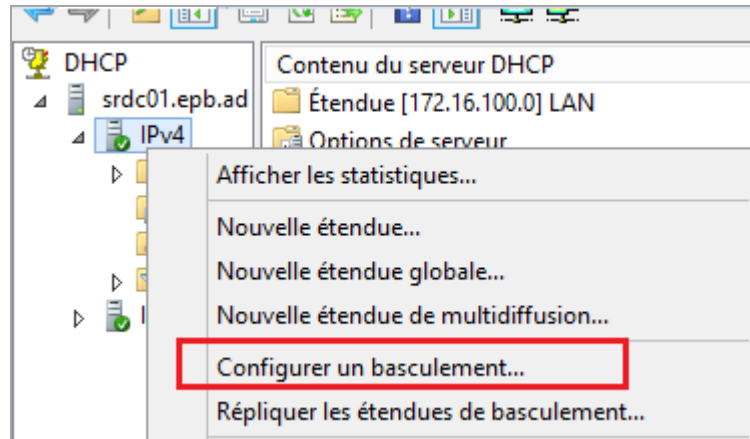 DHCP
Contenu du serveur DHCP
srdc01.epb.ad
Étendue [172.16.100.0] LAN
IPv4
Options de serveur
Afficher les statistiques...
Nouvelle étendue...
Nouvelle étendue globale...
Nouvelle étendue de multidiffusion...
Configurer un basculement...
Répliquer les étendues de basculement...